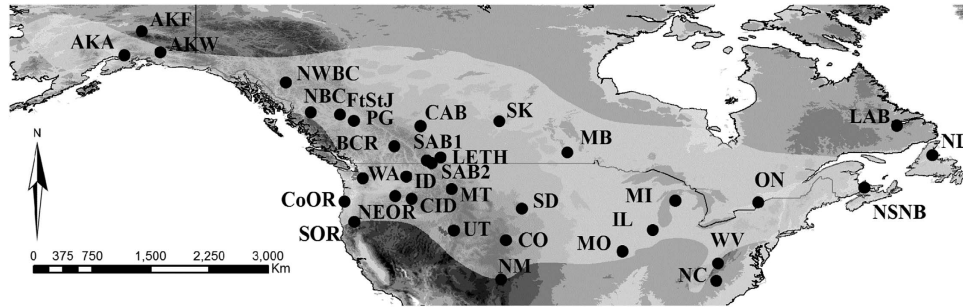 AKF
AKA
AKW
NWBC
NBC
FtStJ
PG
CAB
SK
LAB
BCR
SAB1
LETH
MB
NL
SAB2
WA
ID
MT
MI
ON
NSNB
CoOR
NEOR
CID
SD
SOR
UT
IL
CO
MO
WV
NM
NC
N
0 375 750 1,500 2,250 3,000
Km